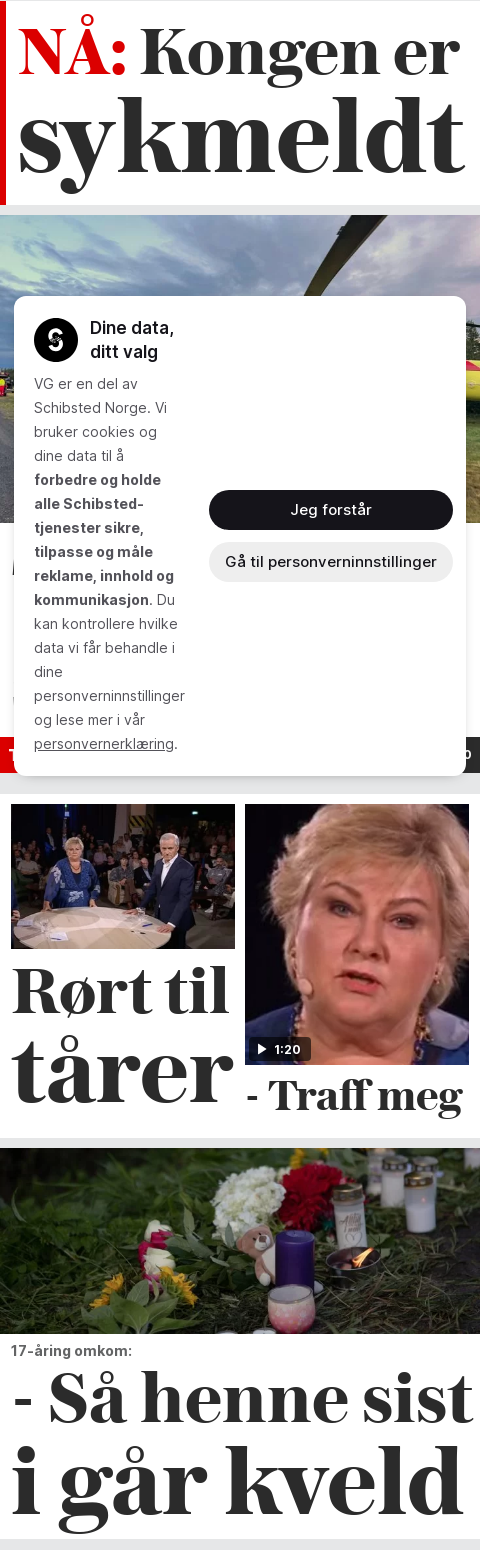 NÅ: Kongen er
sykmeldt
Dine data,
ditt valg
VG er en del av
Schibsted Norge. Vi
bruker cookies og
dine data til å
forbedre og holde
alle Schibsted-
tjenester sikre,
tilpasse og måle
reklame, innhold og
kommunikasjon. Du
kan kontrollere hvilke
data vi får behandle i
dine
personverninnstillinger
og lese mer i vår
personvernerklæring.
Jeg forstår
Gå til personverninnstillinger
Rørt til
tårer
1:20
- Traff meg
17-åring omkom:
- Så henne sist
i går kveld